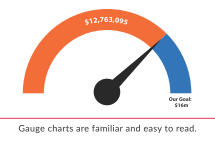 $12,763,095
Our Goal:
$16m
Gauge charts are familiar and easy to read.